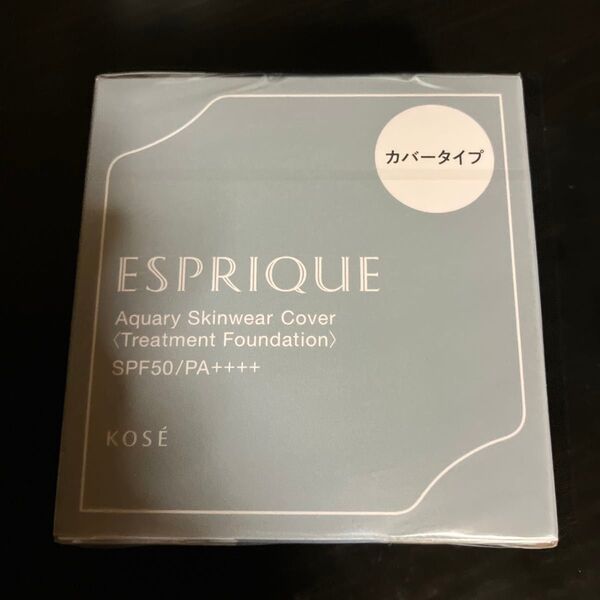 カバータイプ
ESPRIQUE
Aquary Skinwear Cover
〈Treatment Foundation〉
SPF50/PA++++
KOSÉ